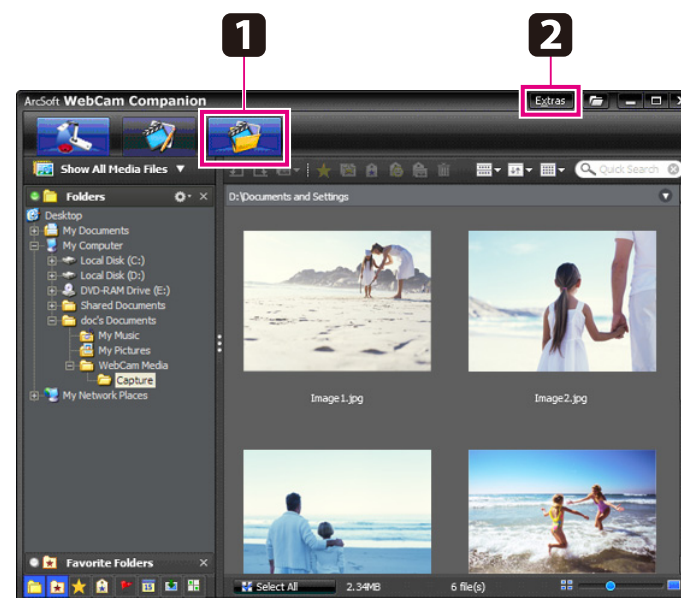 1 2
ArcSoft WebCam Companion Extras
Show All Media Files Quick Search
Folders
D:\Documents and Settings
Desktop
My Documents
My Computer
Local Disk (C:)
Local Disk (D:)
DVD-RAM Drive (E:)
Shared Documents
doc's Documents
My Music
My Pictures
WebCam Media
Capture
My Network Places
Image1.jpg Image2.jpg
Favorite Folders
15
Select All 2.34MB 6 file(s)